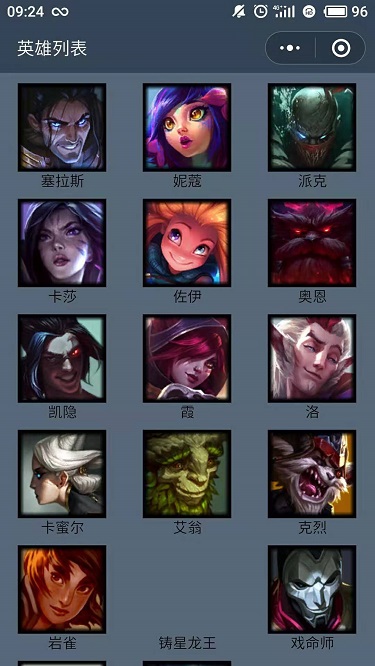 09:24 4G 96
英雄列表
塞拉斯 妮蔻 派克
卡莎 佐伊 奥恩
凯隐 霞 洛
卡蜜尔 艾翁 克烈
岩雀 铸星龙王 戏命师